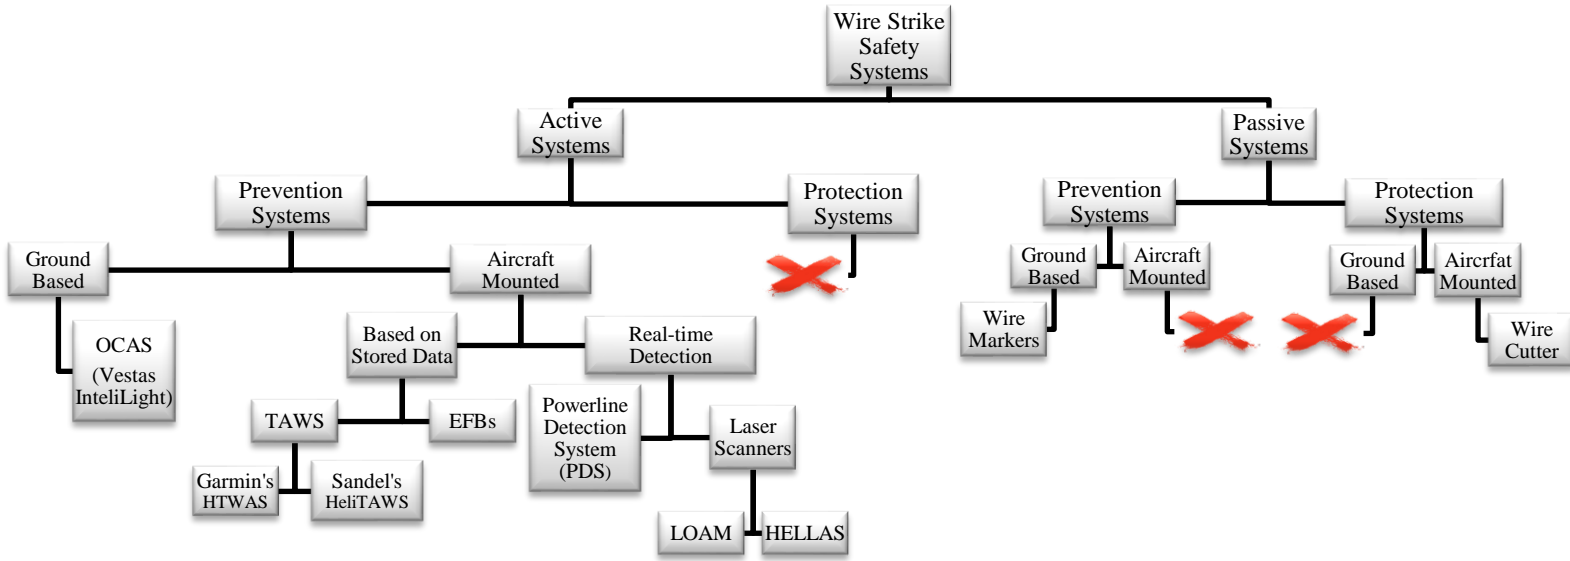 Wire Strike
Safety
Systems
Active
Systems
Passive
Systems
Prevention
Systems
Protection
Systems
Prevention
Systems
Protection
Systems
Ground
Based
Aircraft
Mounted
Ground
Based
Aircraft
Mounted
Ground
Based
Aircrfat
Mounted
OCAS
(Vestas
InteliLight)
Based on
Stored Data
Real-time
Detection
Wire
Markers
Wire
Cutter
TAWS
EFBs
Powerline
Detection
System
(PDS)
Laser
Scanners
Garmin's
HTWAS
Sandel's
HeliTAWS
LOAM
HELLAS